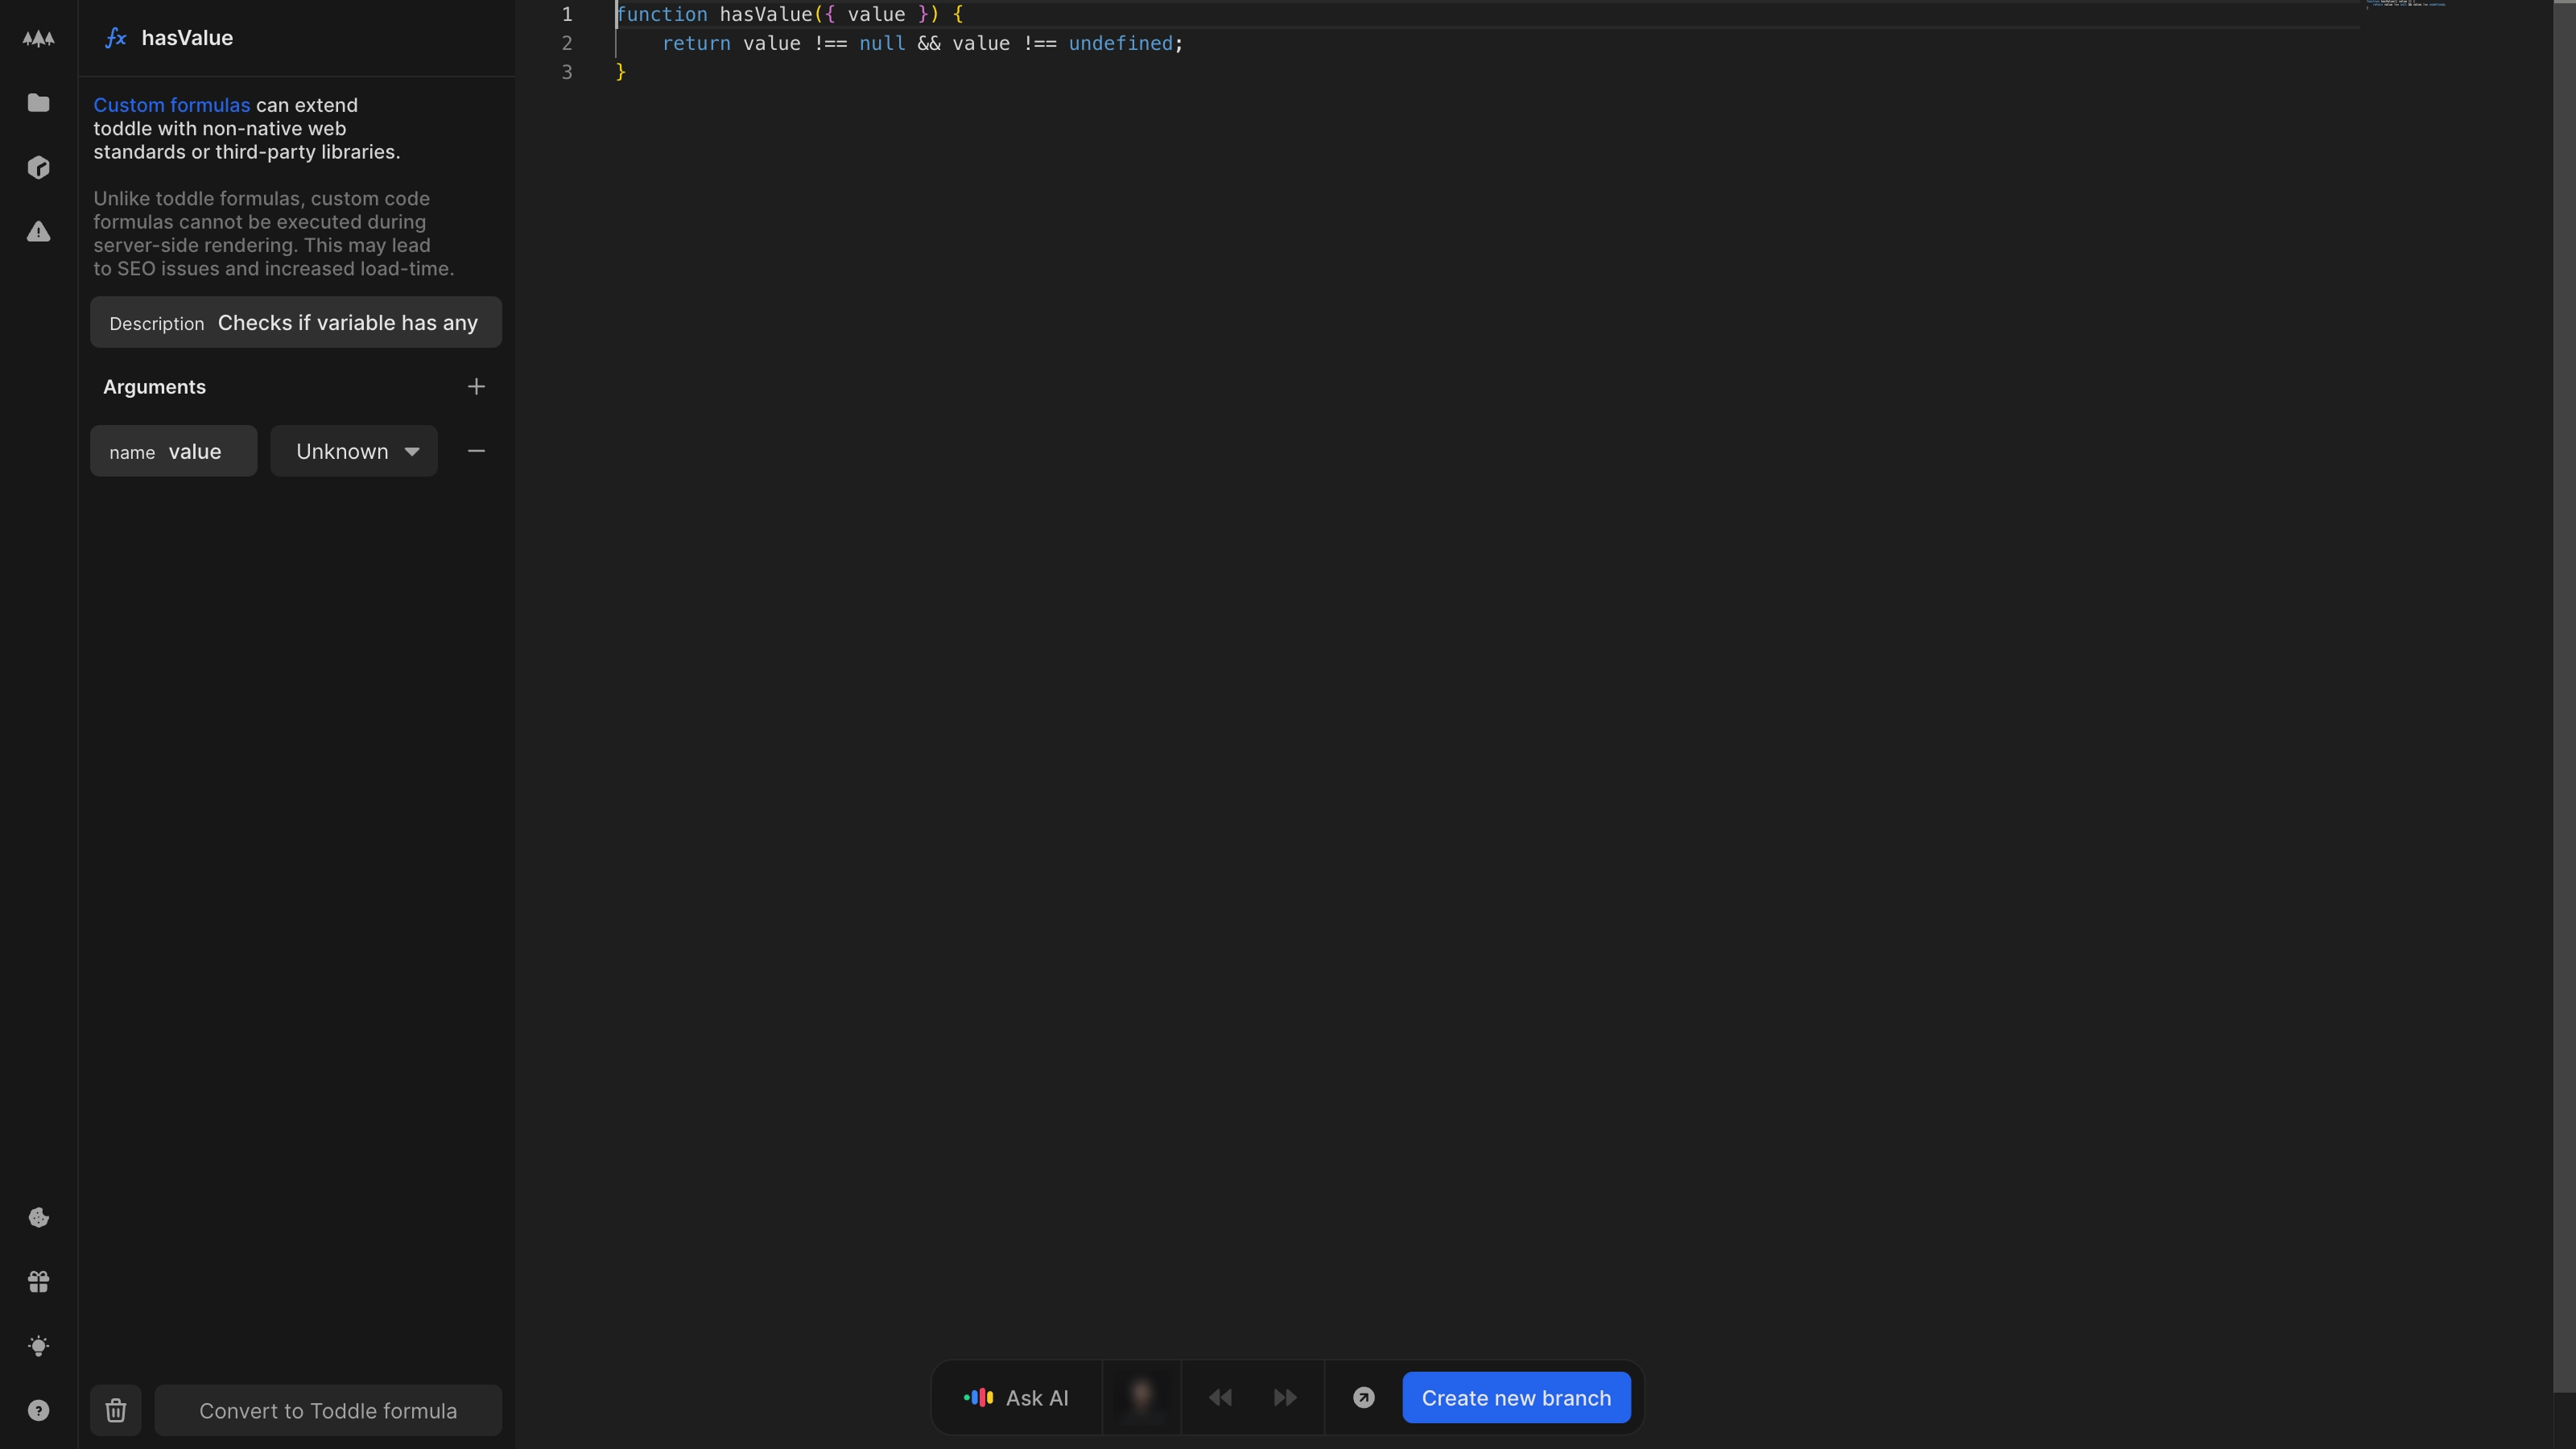 fx hasValue
Custom formulas can extend
toddle with non-native web
standards or third-party libraries.
Unlike toddle formulas, custom code
formulas cannot be executed during
server-side rendering. This may lead
to SEO issues and increased load-time.
Description Checks if variable has any
Arguments
name value Unknown
Convert to Toddle formula
1 function hasValue({ value }) {
2 return value !== null && value !== undefined;
3 }
Ask AI Create new branch